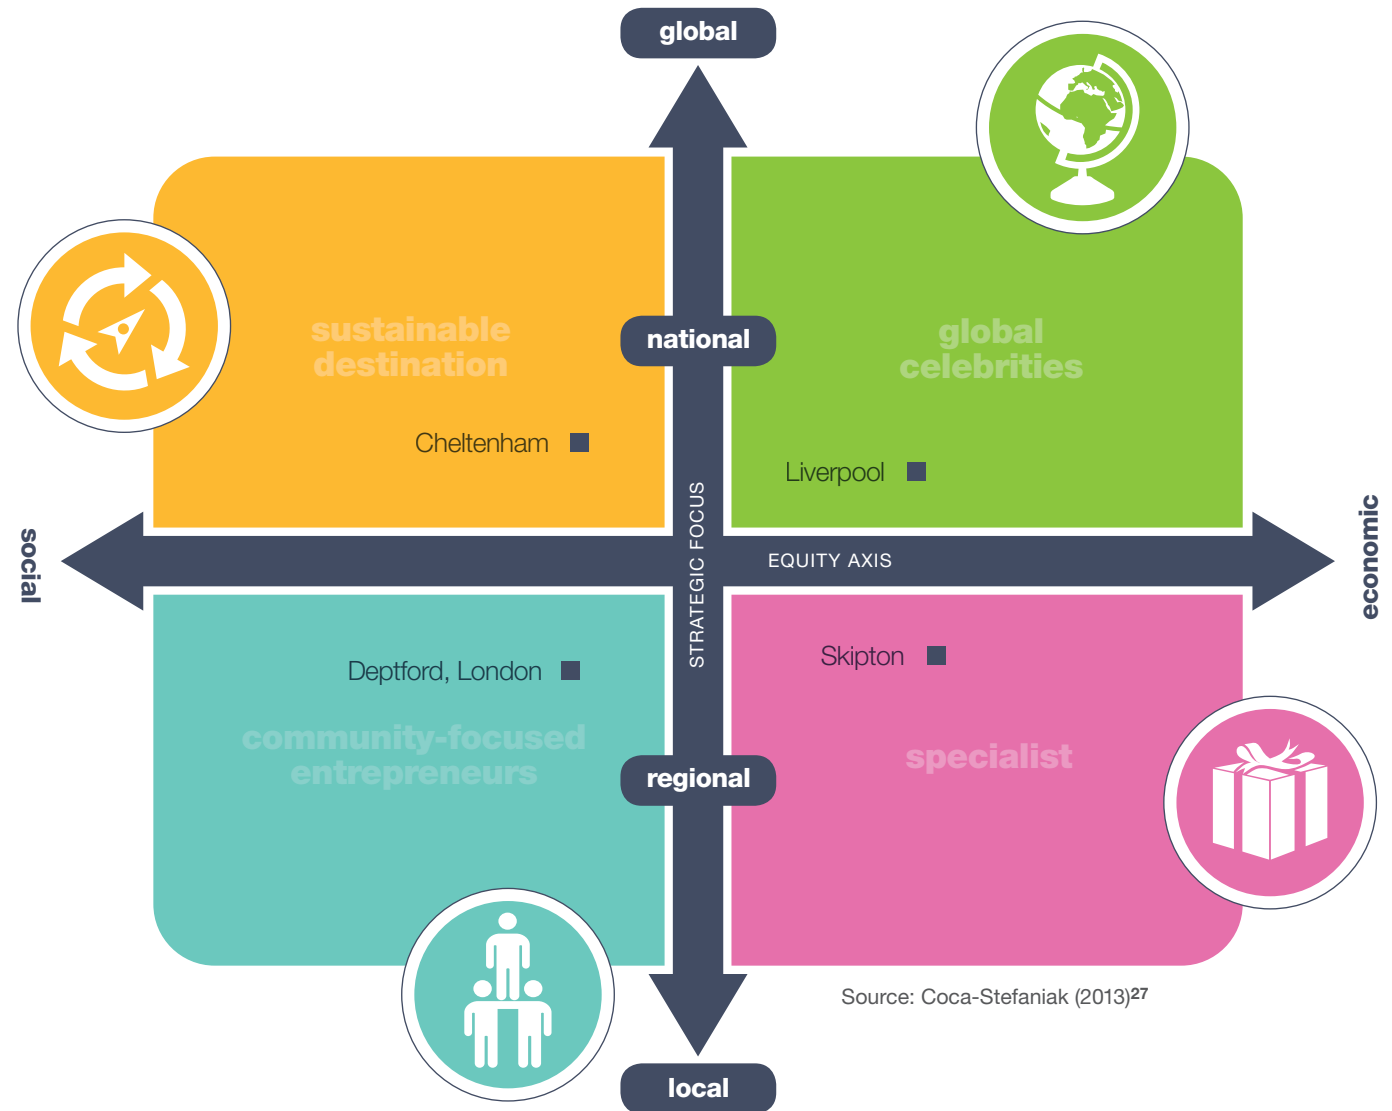 global
sustainable
destination
national
global
celebrities
Cheltenham
Liverpool
social
STRATEGIC FOCUS
EQUITY AXIS
economic
Deptford, London
Skipton
community-focused
entrepreneurs
regional
specialist
Source: Coca-Stefaniak (2013)27
local